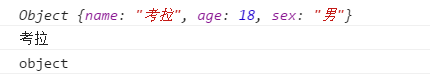 Object {name: "考拉", age: 18, sex: "男"}
考拉
object